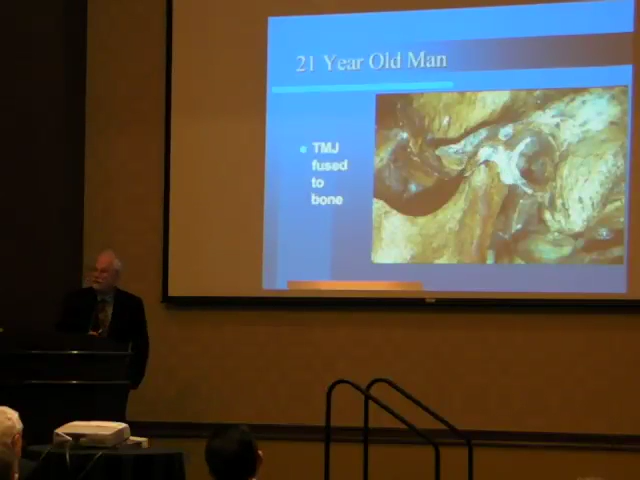 21 Year Old Man
TMJ
fused
to
bone